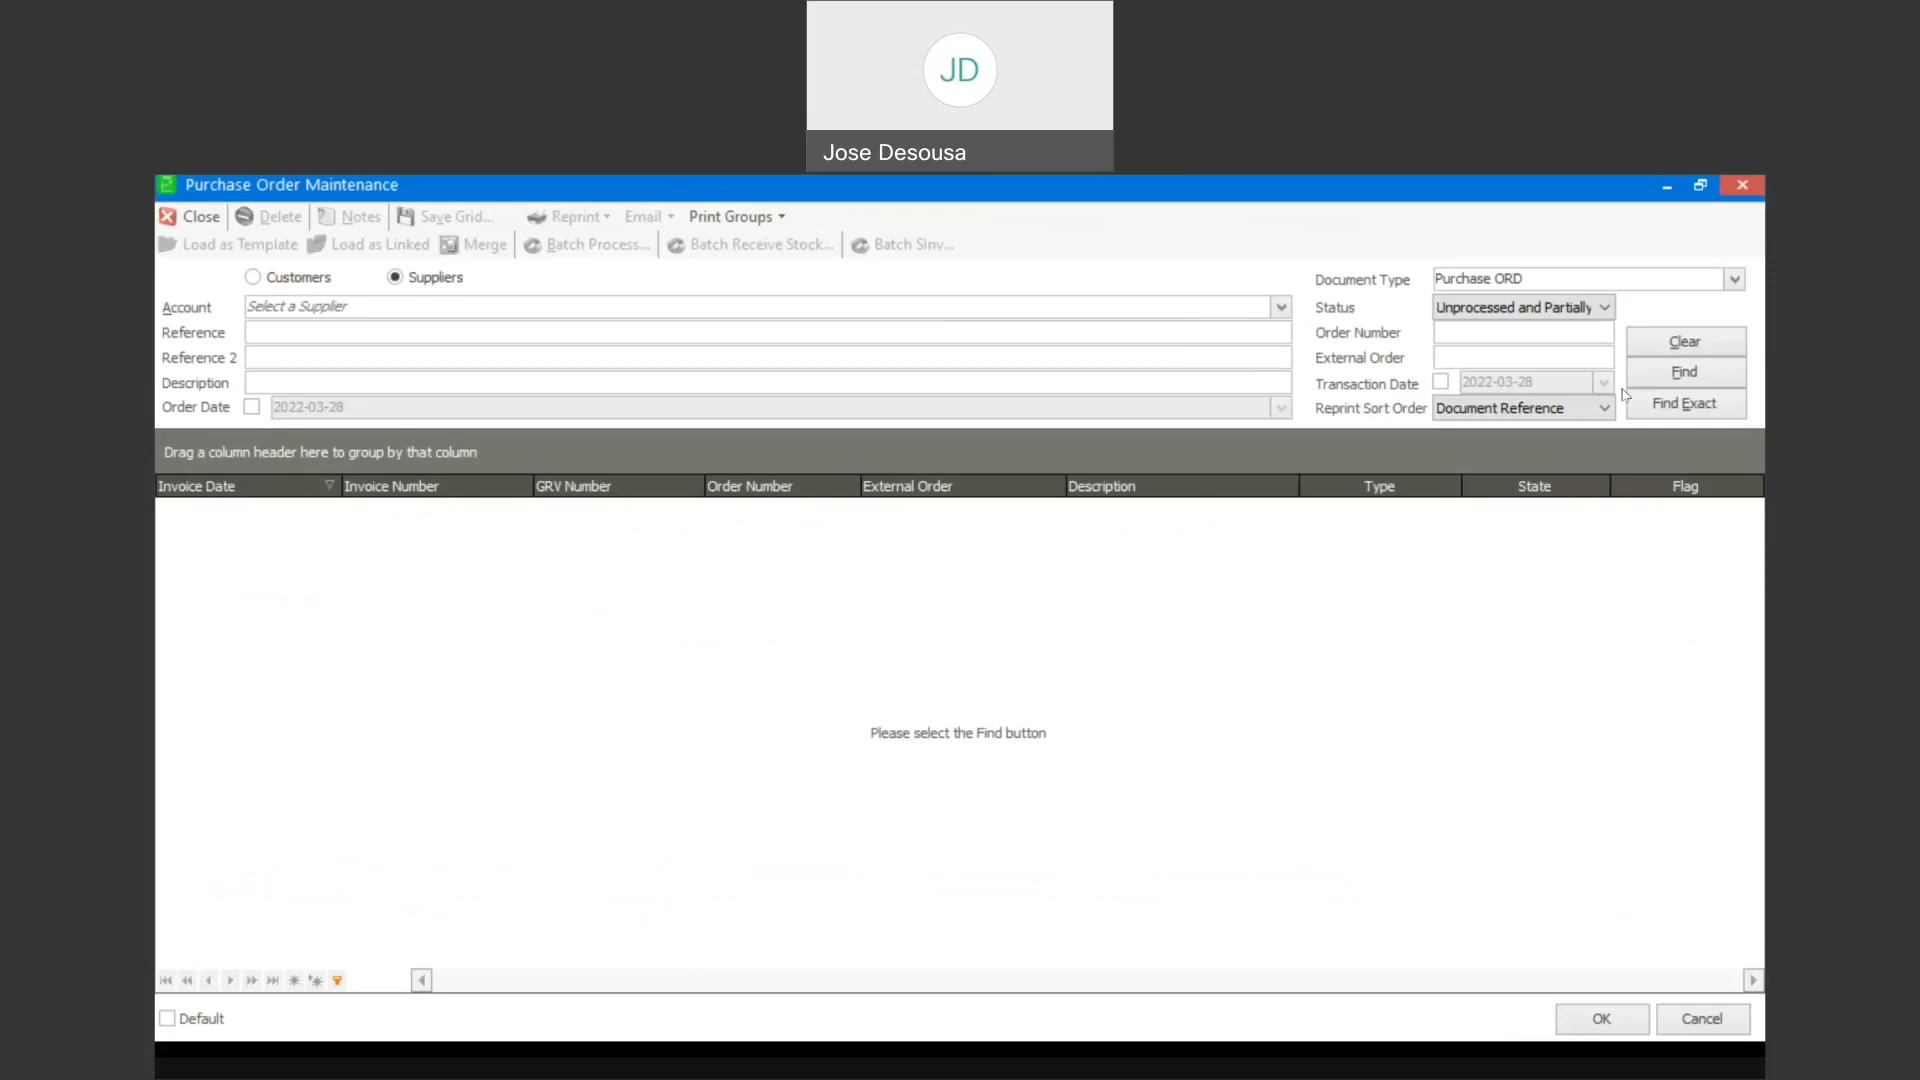 JD
Jose Desousa
Purchase Order Maintenance
Close Delete Notes Save Grid... Reprint Email Print Groups
Load as Template Load as Linked Merge Batch Process... Batch Receive Stock... Batch SInv...
Customers Suppliers
Document Type Purchase ORD
Account Select a Supplier
Status Unprocessed and Partially
Reference
Order Number
Clear
Reference 2
External Order
Find
Description
Transaction Date 2022-03-28
Order Date 2022-03-28
Reprint Sort Order Document Reference
Find Exact
Drag a column header here to group by that column
Invoice Date Invoice Number GRV Number Order Number External Order Description Type State Flag
Please select the Find button
Default
OK Cancel